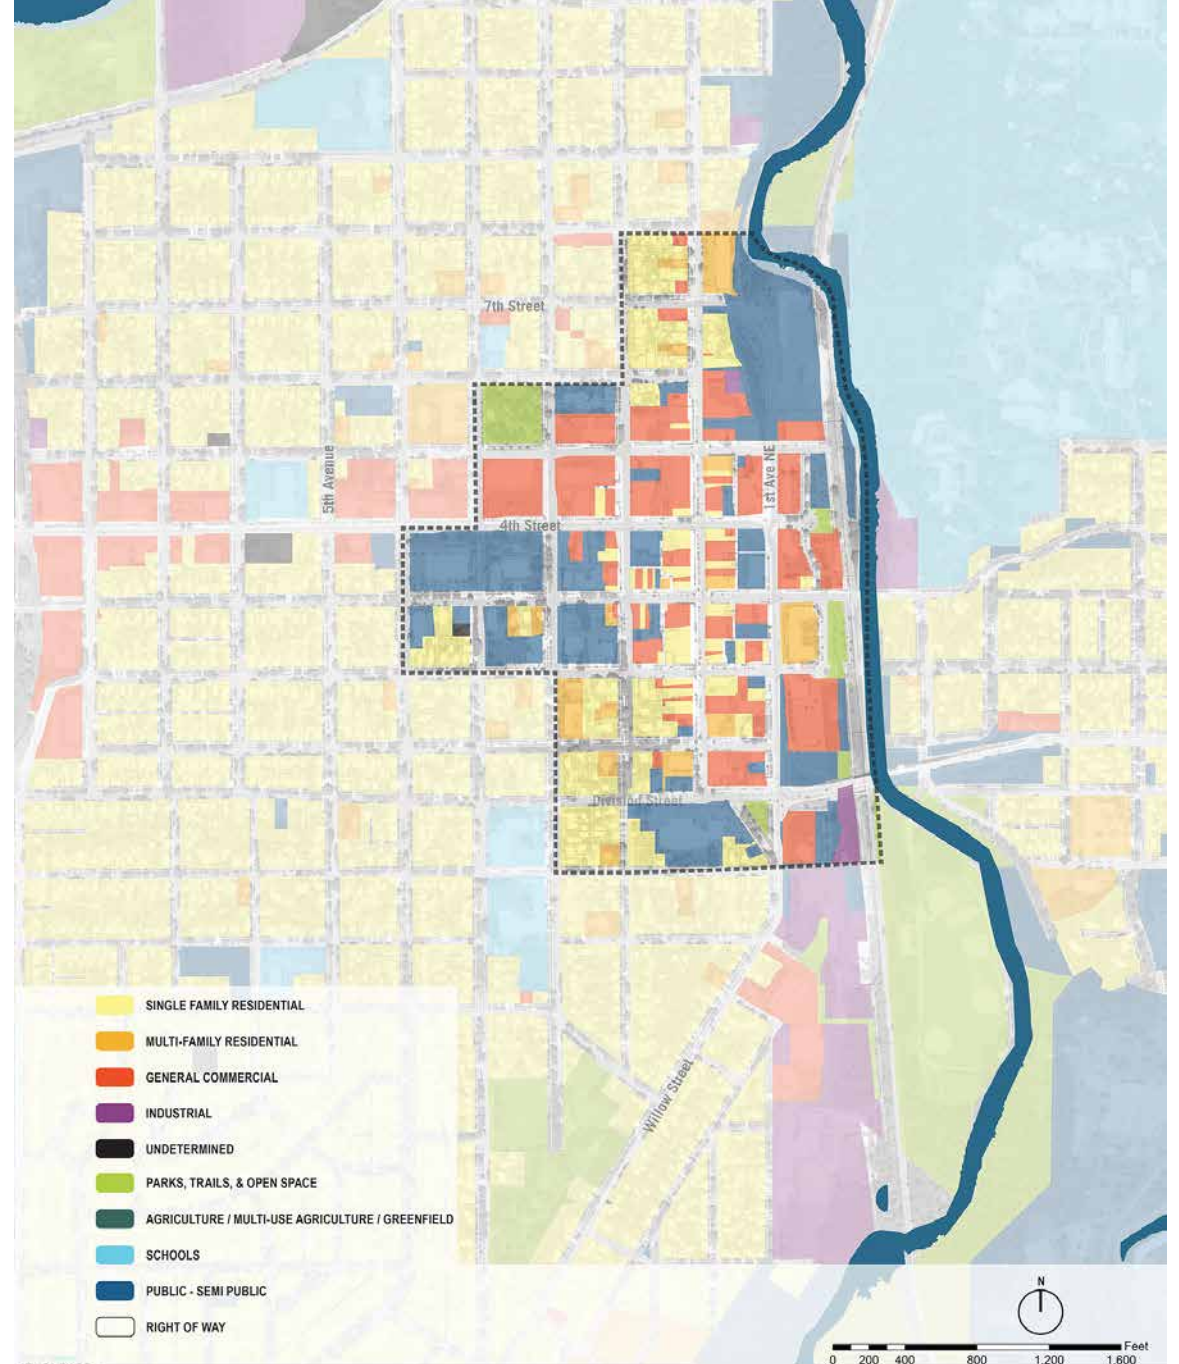 7th Street
5th Avenue
1st Ave NE
4th Street
Division Street
Willow Street
SINGLE FAMILY RESIDENTIAL
MULTI-FAMILY RESIDENTIAL
GENERAL COMMERCIAL
INDUSTRIAL
UNDETERMINED
PARKS, TRAILS, & OPEN SPACE
AGRICULTURE / MULTI-USE AGRICULTURE / GREENFIELD
SCHOOLS
PUBLIC - SEMI PUBLIC
RIGHT OF WAY
N
Feet
0 200 400 800 1,200 1,600